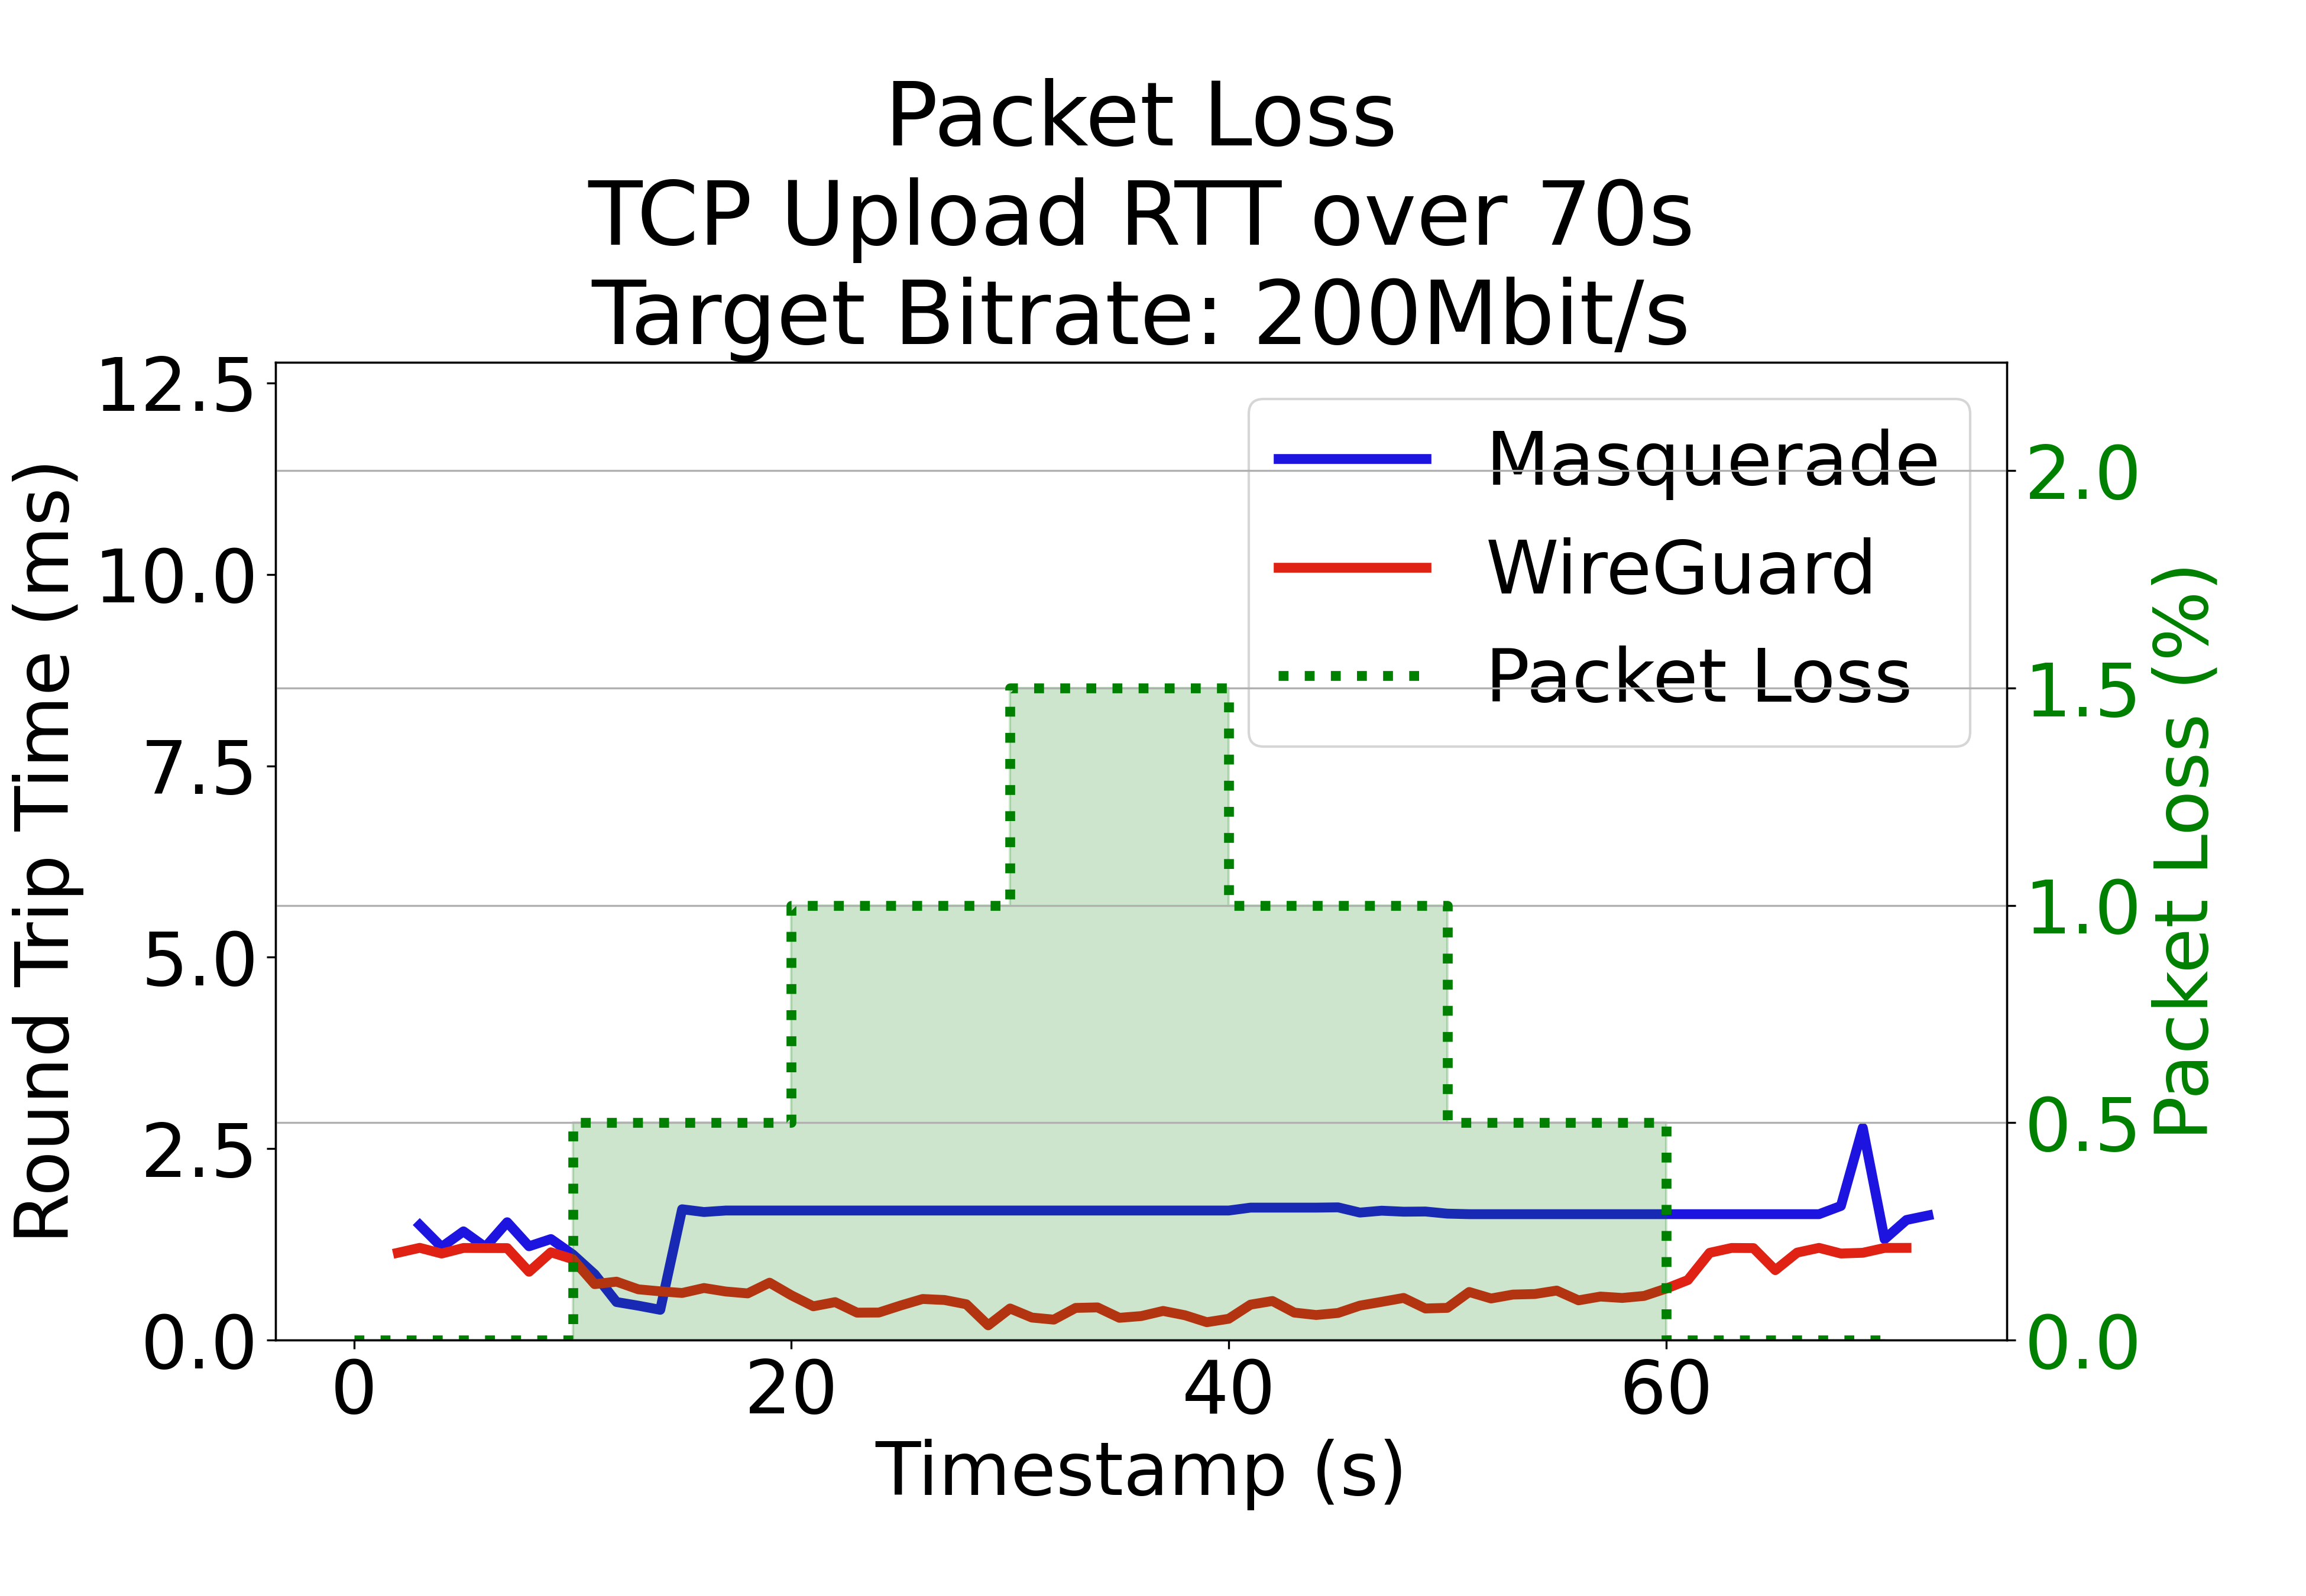 Packet Loss
TCP Upload RTT over 70s
Target Bitrate: 200Mbit/s
Round Trip Time (ms)
12.5
10.0
7.5
5.0
2.5
0.0
Masquerade
WireGuard
Packet Loss
2.0
1.5
1.0
0.5
0.0
Packet Loss (%)
0 20 40 60
Timestamp (s)